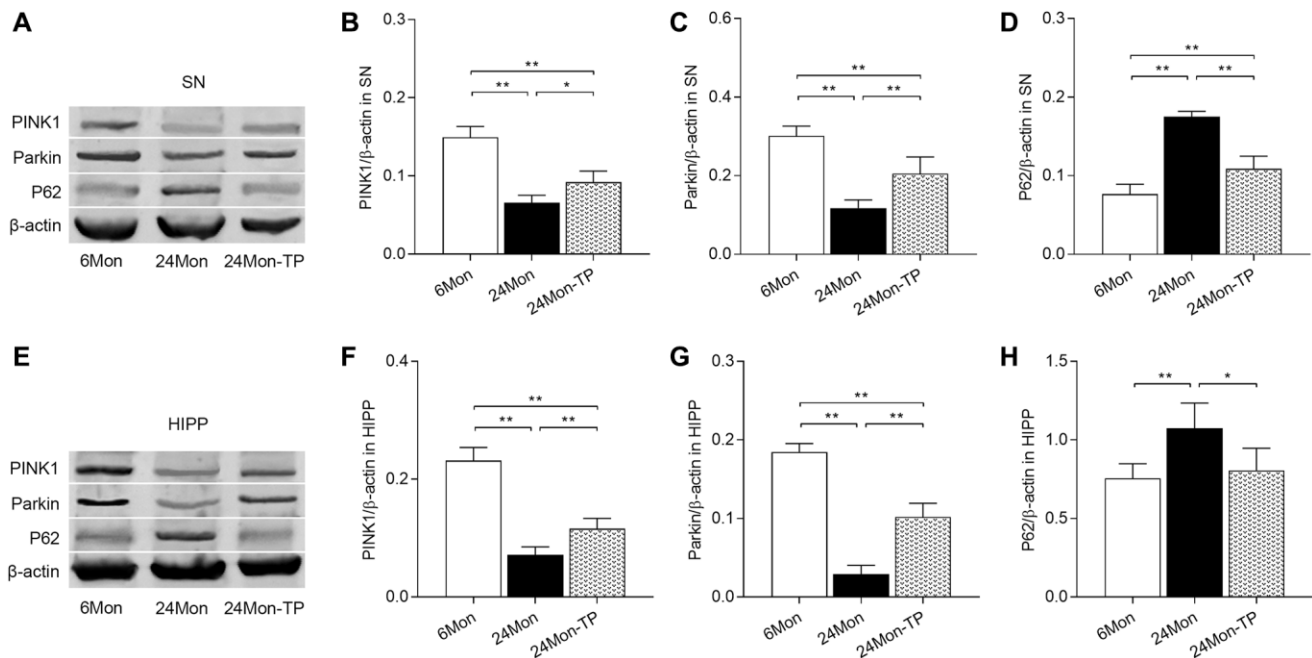 A
SN
PINK1
Parkin
P62
β-actin
6Mon 24Mon 24Mon-TP
B
PINK1/β-actin in SN
0.3
0.2
0.1
0.0
**
** *
6Mon
24Mon
24Mon-TP
C
Parkin/β-actin in SN
0.6
0.4
0.2
0.0
**
** **
6Mon
24Mon
24Mon-TP
D
P62/β-actin in SN
0.3
0.2
0.1
0.0
**
** **
6Mon
24Mon
24Mon-TP
E
HIPP
PINK1
Parkin
P62
β-actin
6Mon 24Mon 24Mon-TP
F
PINK1/β-actin in HIPP
0.4
0.2
0.0
**
** **
6Mon
24Mon
24Mon-TP
G
Parkin/β-actin in HIPP
0.3
0.2
0.1
0.0
**
** **
6Mon
24Mon
24Mon-TP
H
P62/β-actin in HIPP
1.5
1.0
0.5
0.0
** *
6Mon
24Mon
24Mon-TP